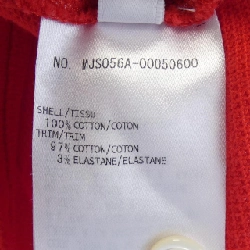 NO. WJS056A-00050600
SHELL/TISSU
100% COTTON/COTON
TRIM/TRIM
97% COTTON/COTON
3% ELASTANE/ELASTANE